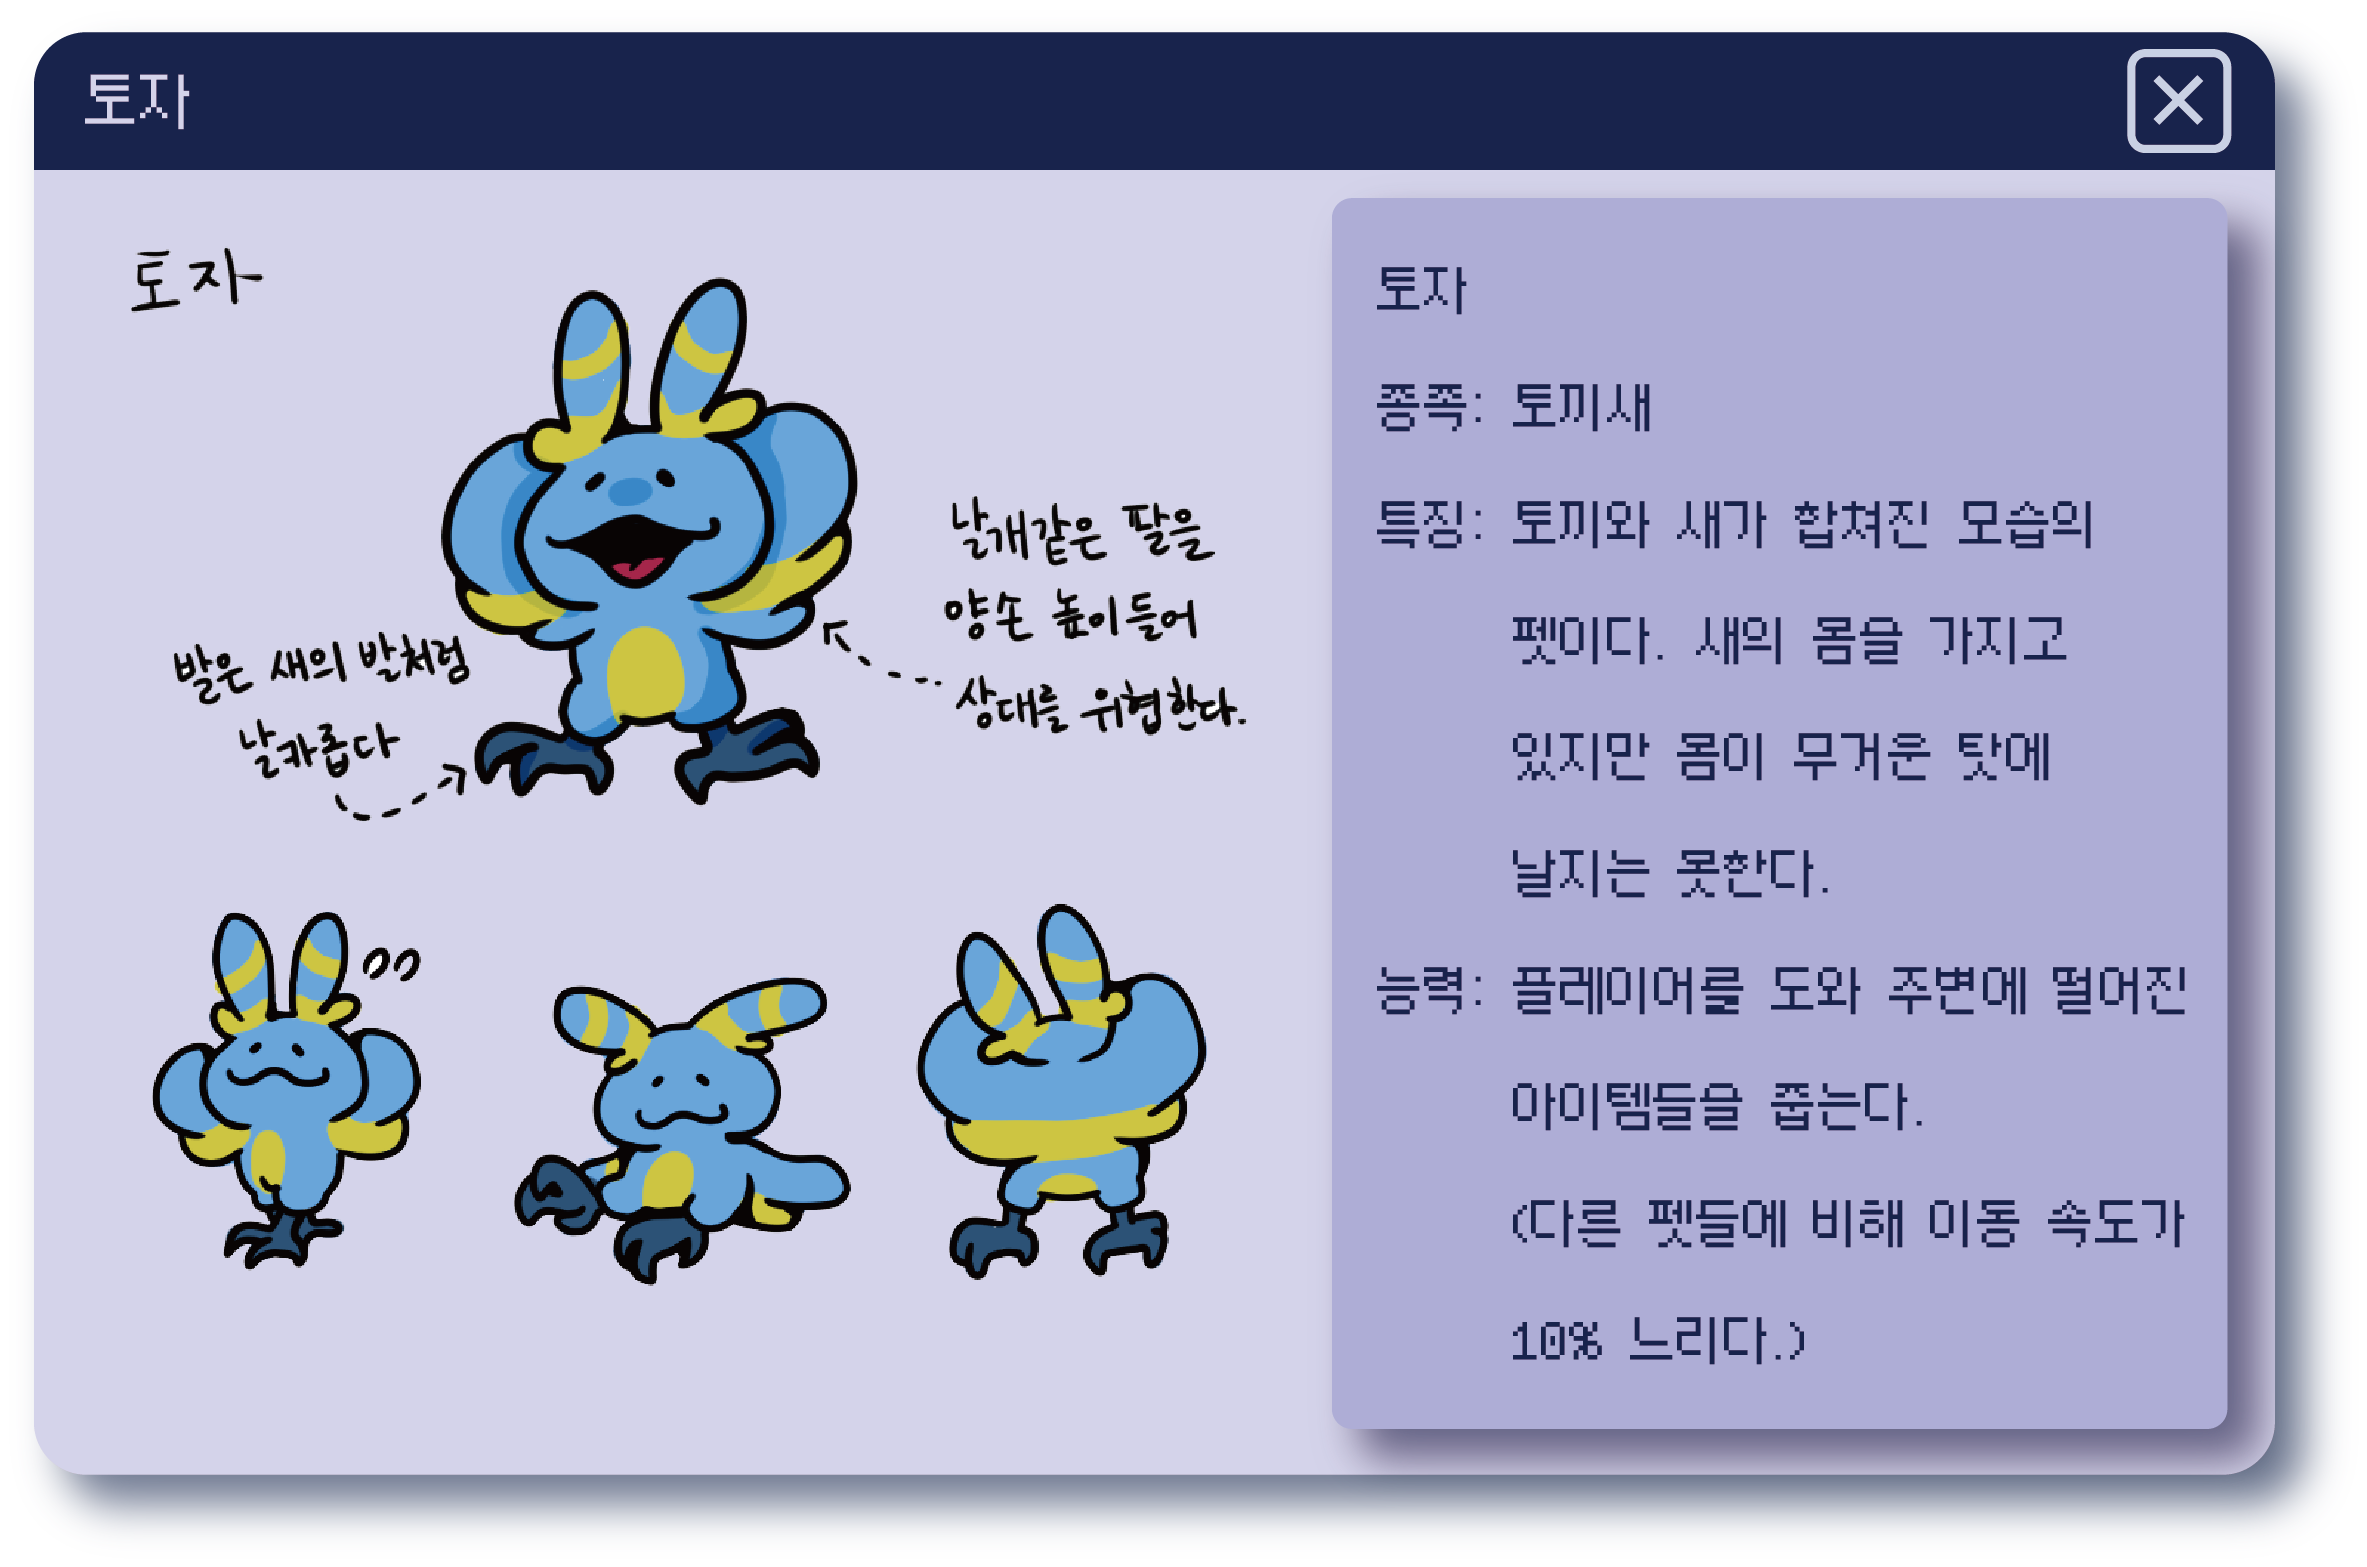 토자
토자
발은 새의 발처럼
날카롭다
날개같은 팔을
양손 높이들어
상대를 위협한다.
토자
종족: 토끼새
특징: 토끼와 새가 합쳐진 모습의
펫이다. 새의 몸을 가지고
있지만 몸이 무거운 탓에
날지는 못한다.
능력: 플레이어를 도와 주변에 떨어진
아이템들을 줍는다.
(다른 펫들에 비해 이동 속도가
10% 느리다.)